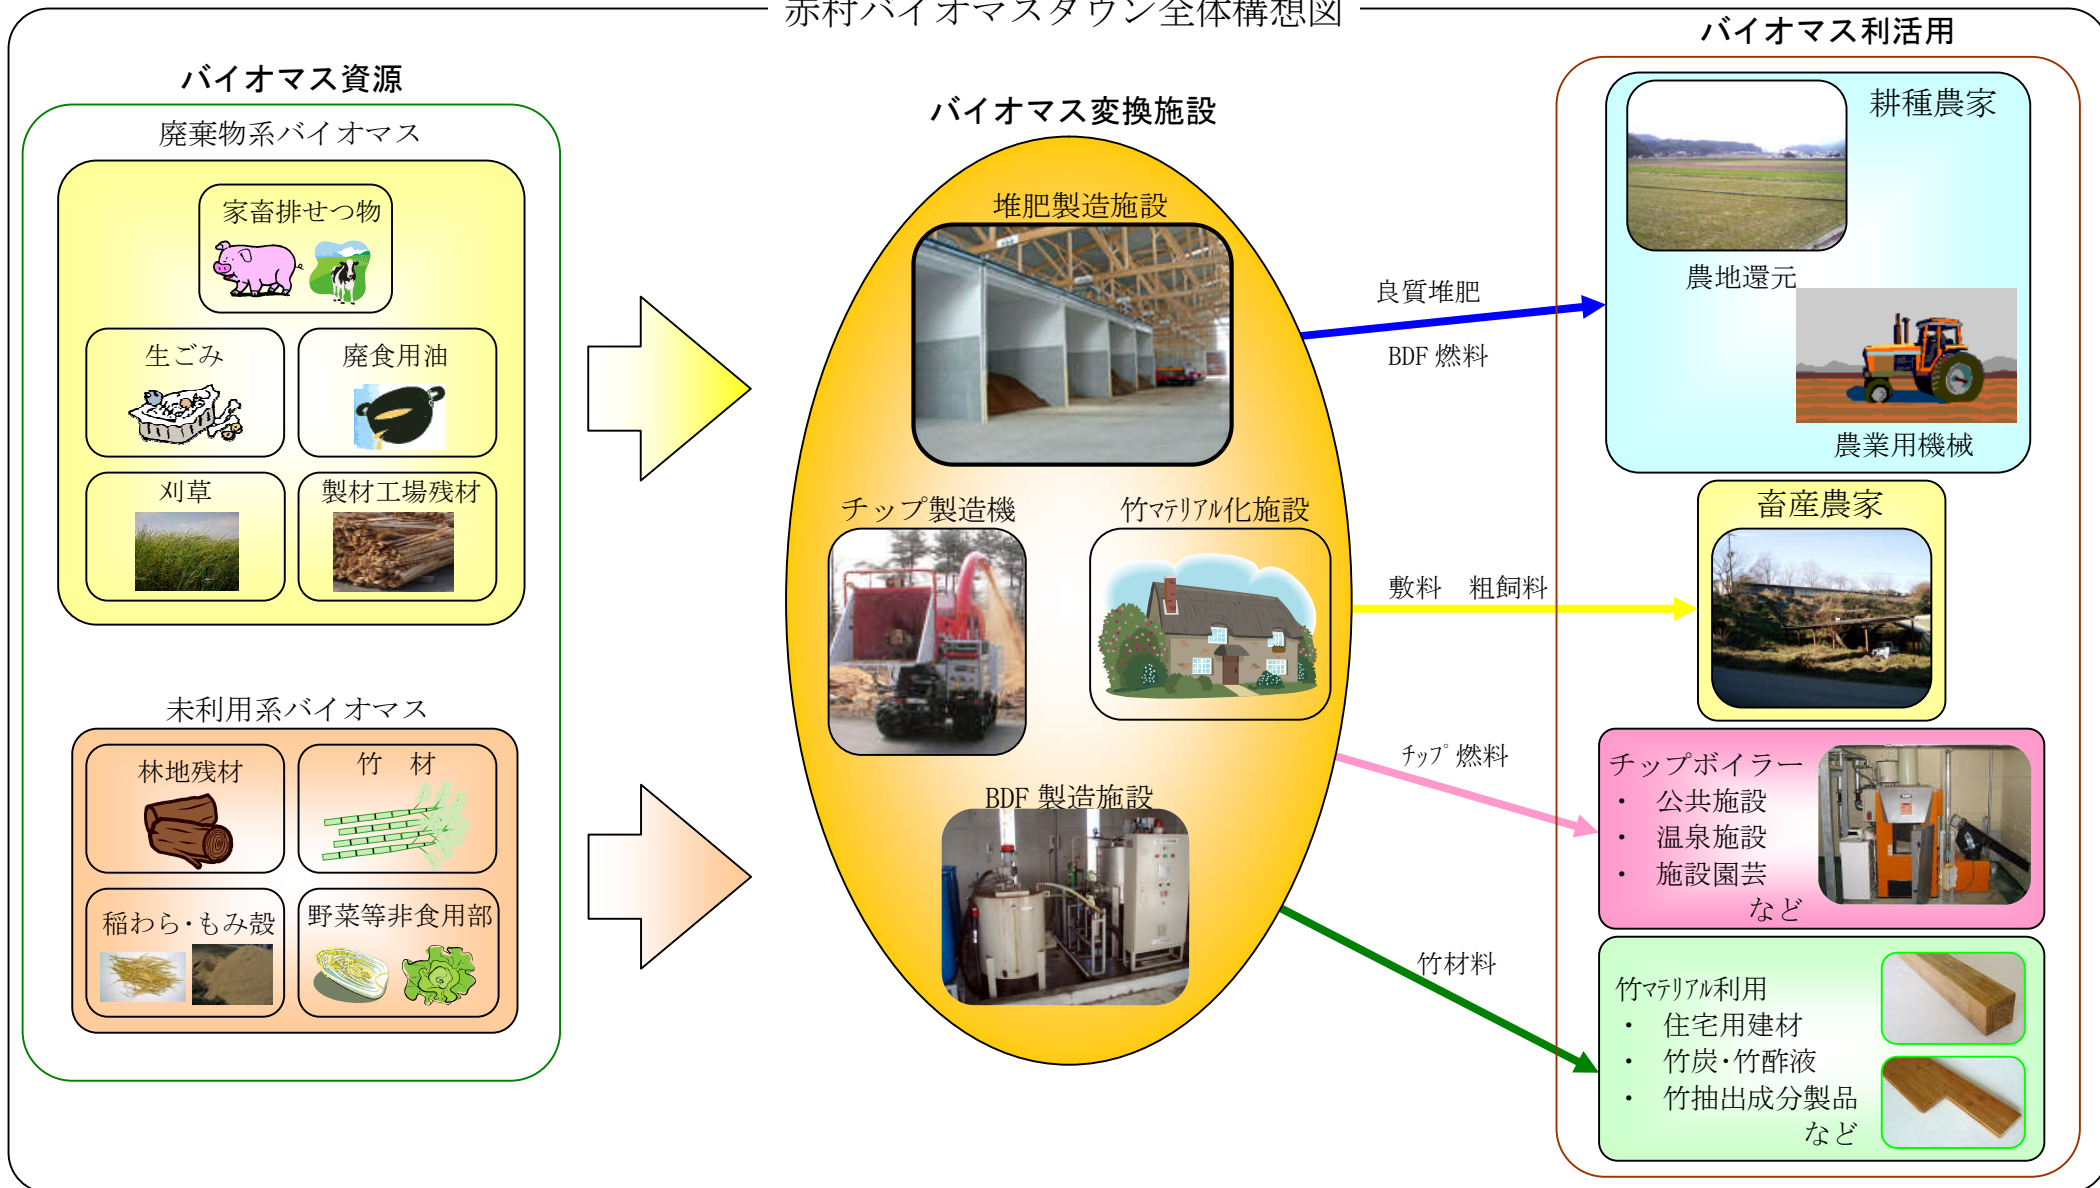 赤村バイオマスタウン全体構想図
バイオマス資源
廃棄物系バイオマス
家畜排せつ物
生ごみ
廃食用油
刈草
製材工場残材
未利用系バイオマス
林地残材
竹　材
稲わら・もみ殻
野菜等非食用部
バイオマス変換施設
堆肥製造施設
チップ製造機
竹マテリアル化施設
BDF 製造施設
良質堆肥
BDF 燃料
敷料　粗飼料
チップ 燃料
竹材料
バイオマス利活用
耕種農家
農地還元
農業用機械
畜産農家
チップボイラー
・　公共施設
・　温泉施設
・　施設園芸
など
竹マテリアル利用
・　住宅用建材
・　竹炭・竹酢液
・　竹抽出成分製品
など